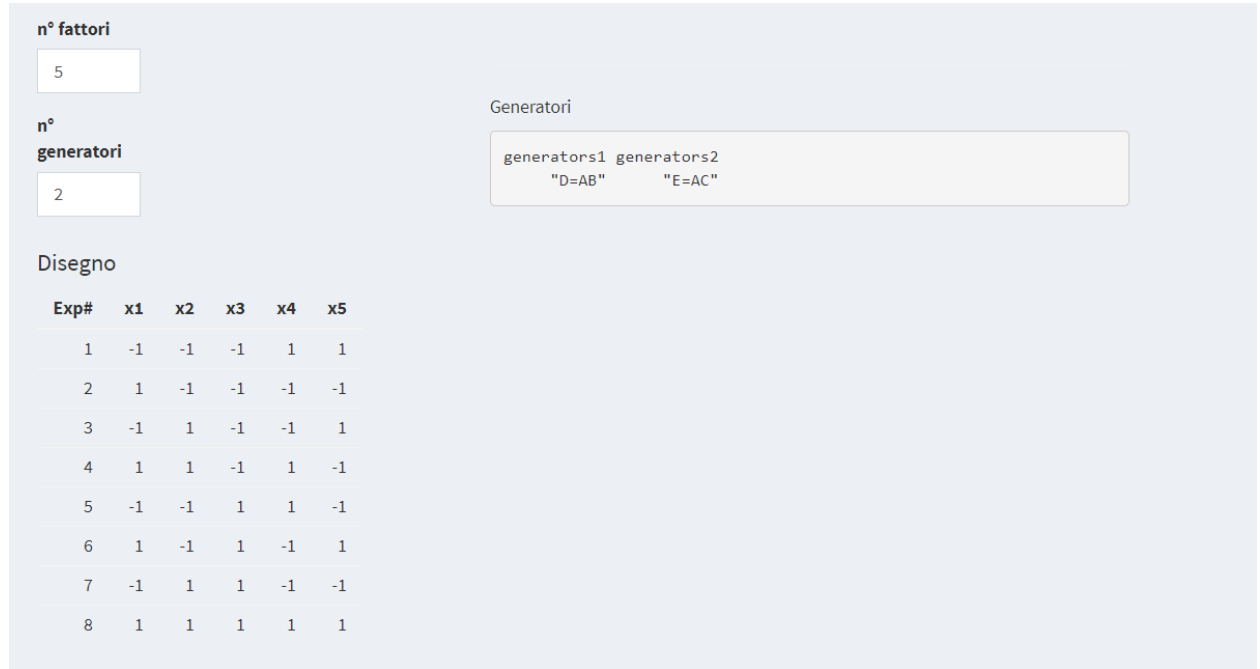 n° fattori
5
n°
generatori
2
Generatori
generators1 generators2
"D=AB" "E=AC"
Disegno
Exp# x1 x2 x3 x4 x5
1 -1 -1 -1 1 1
2 1 -1 -1 -1 -1
3 -1 1 -1 -1 1
4 1 1 -1 1 -1
5 -1 -1 1 1 -1
6 1 -1 1 -1 1
7 -1 1 1 -1 -1
8 1 1 1 1 1